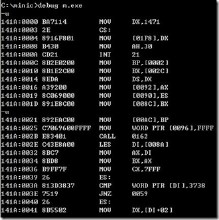 C:\minic>debug m.exe
-u
141A:0000 BA7114 MOV DX,1471
141A:0003 2E CS:
141A:0004 8916F801 MOV [01F8],DX
141A:0008 B430 MOV AH,30
141A:000A CD21 INT 21
141A:000C 8B2E0200 MOV BP,[0002]
141A:0010 8B1E2C00 MOV BX,[002C]
141A:0014 8EDA MOV DS,DX
141A:0016 A39200 MOV [0092],AX
141A:0019 8C069000 MOV [0090],ES
141A:001D 891E8C00 MOV [008C],BX
-u
141A:0021 892EAC00 MOV [00AC],BP
141A:0025 C7069600FFFF MOV WORD PTR [0096],FFFF
141A:002B E83401 CALL 0162
141A:002E C43E8A00 LES DI,[008A]
141A:0032 8BC7 MOV AX,DI
141A:0034 8BD8 MOV BX,AX
141A:0036 B9FF7F MOV CX,7FFF
141A:0039 26 ES:
141A:003A 813D3837 CMP WORD PTR [DI],3738
141A:003E 7519 JNZ 0059
141A:0040 26 ES:
141A:0041 8B5502 MOV DX,[DI+02]